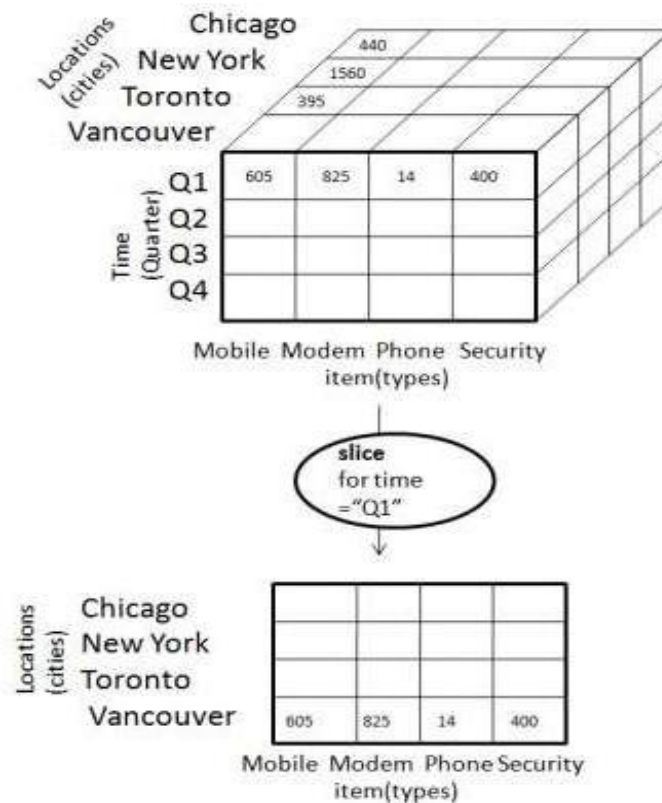 Chicago
440
Locations
(cities)
New York
1560
Toronto
395
Vancouver
Time
(Quarter)
Q1 605 825 14 400
Q2
Q3
Q4
Mobile Modem Phone Security
item(types)
slice
for time
="Q1"
Locations
(cities)
Chicago
New York
Toronto
Vancouver 605 825 14 400
Mobile Modem Phone Security
item(types)